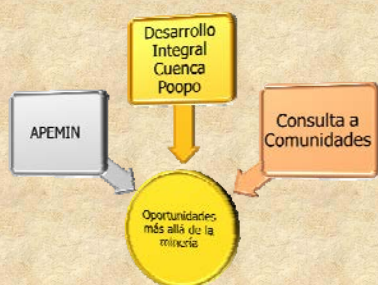 Desarrollo
Integral
Cuenca
Poopo
APEMIN
Consulta a
Comunidades
Oportunidades
más allá de la
minería